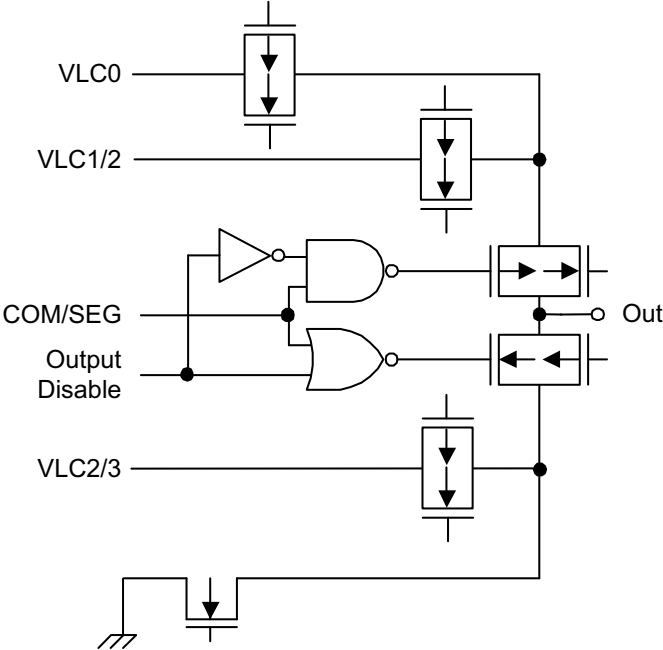 VLC0
VLC1/2
COM/SEG
Out
Output
Disable
VLC2/3